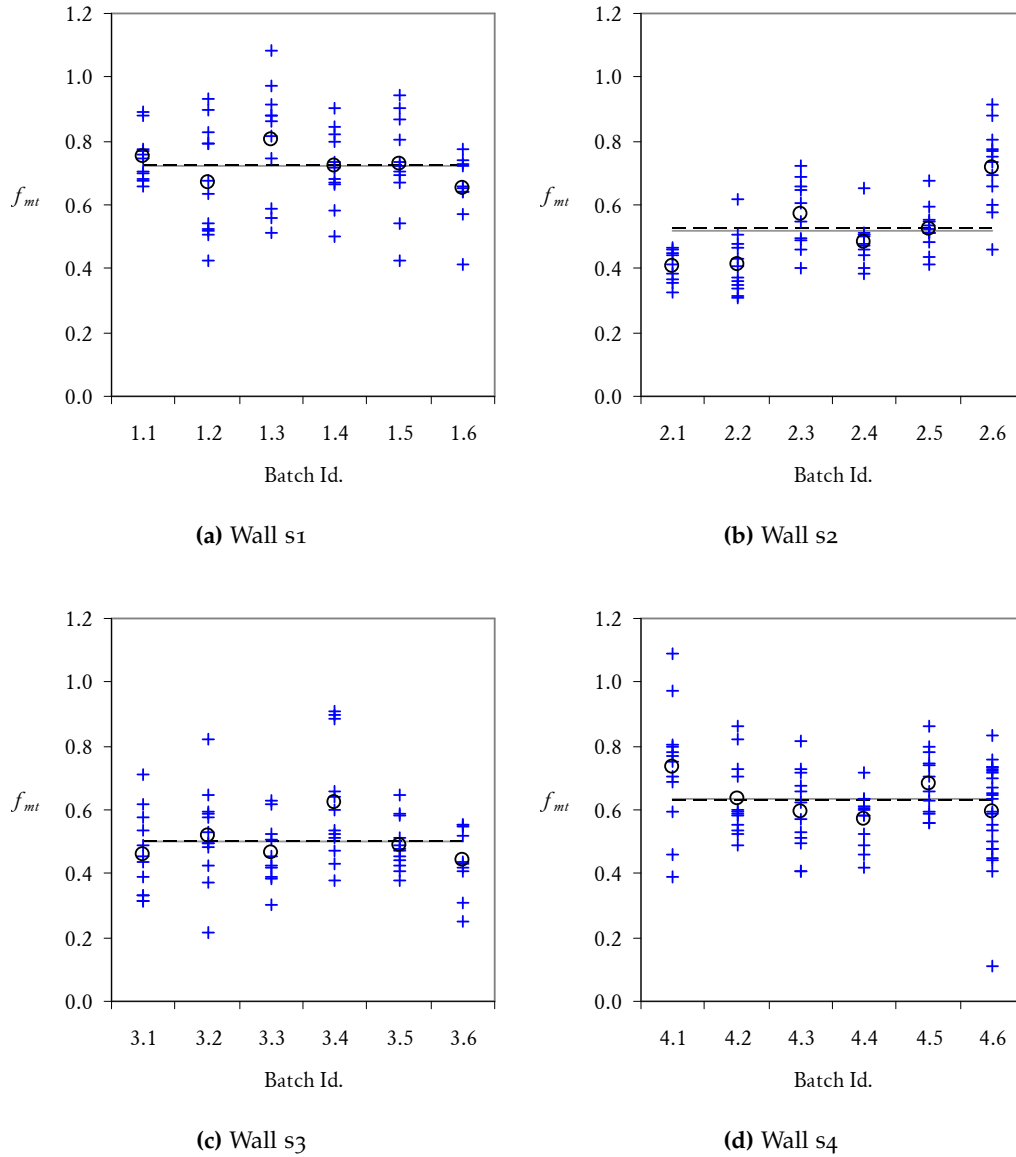 1.2
1.0
0.8
0.6
0.4
0.2
0.0
f_mt
1.1 1.2 1.3 1.4 1.5 1.6
Batch Id.
(a) Wall s1
1.2
1.0
0.8
0.6
0.4
0.2
0.0
f_mt
2.1 2.2 2.3 2.4 2.5 2.6
Batch Id.
(b) Wall s2
1.2
1.0
0.8
0.6
0.4
0.2
0.0
f_mt
3.1 3.2 3.3 3.4 3.5 3.6
Batch Id.
(c) Wall s3
1.2
1.0
0.8
0.6
0.4
0.2
0.0
f_mt
4.1 4.2 4.3 4.4 4.5 4.6
Batch Id.
(d) Wall s4